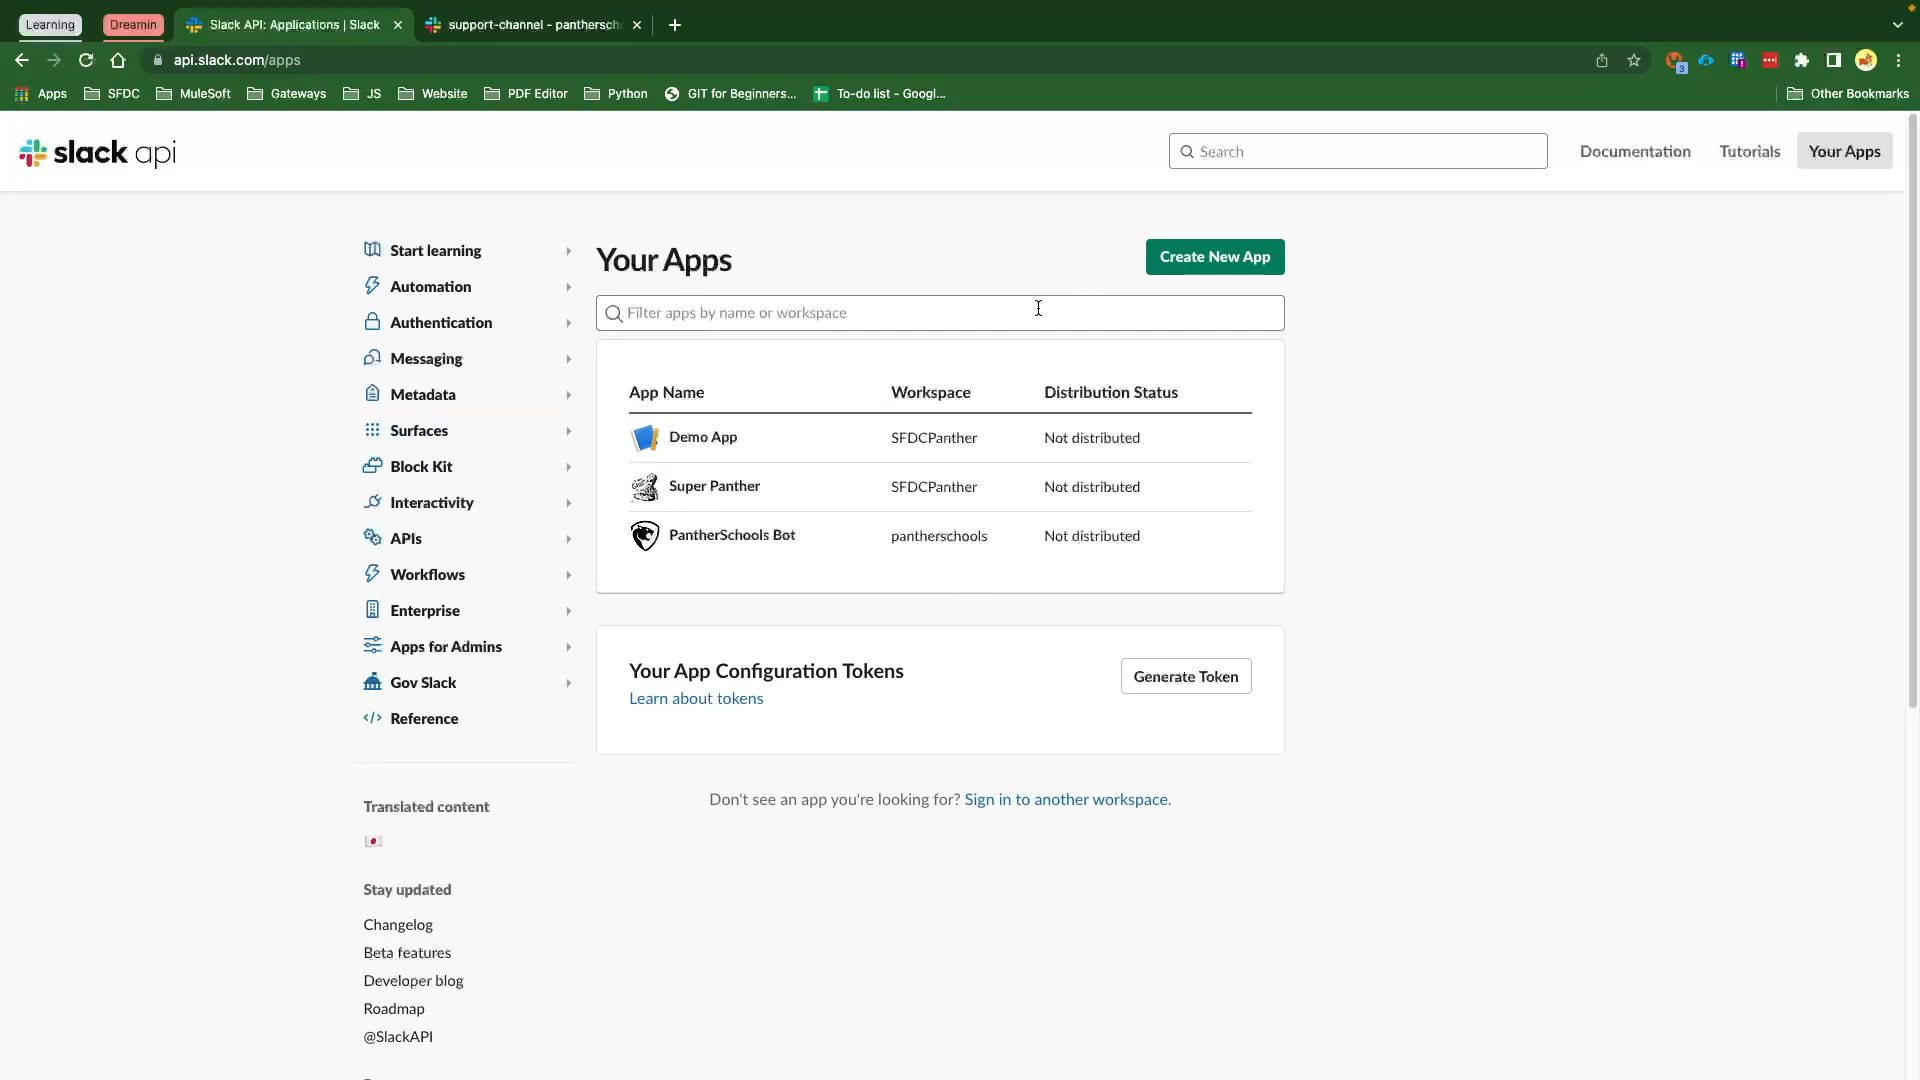 Learning
Dreamin
Slack API: Applications | Slack
support-channel - panthersch
api.slack.com/apps
3
Apps
SFDC
MuleSoft
Gateways
JS
Website
PDF Editor
Python
GIT for Beginners...
To-do list - Googl...
Other Bookmarks
slack api
Search
Documentation
Tutorials
Your Apps
Start learning
Automation
Authentication
Messaging
Metadata
Surfaces
Block Kit
Interactivity
APIs
Workflows
Enterprise
Apps for Admins
Gov Slack
Reference
Translated content
Stay updated
Changelog
Beta features
Developer blog
Roadmap
@SlackAPI
Your Apps
Create New App
Filter apps by name or workspace
App Name Workspace Distribution Status
Demo App SFDCPanther Not distributed
Super Panther SFDCPanther Not distributed
PantherSchools Bot pantherschools Not distributed
Your App Configuration Tokens
Generate Token
Learn about tokens
Don't see an app you're looking for? Sign in to another workspace.